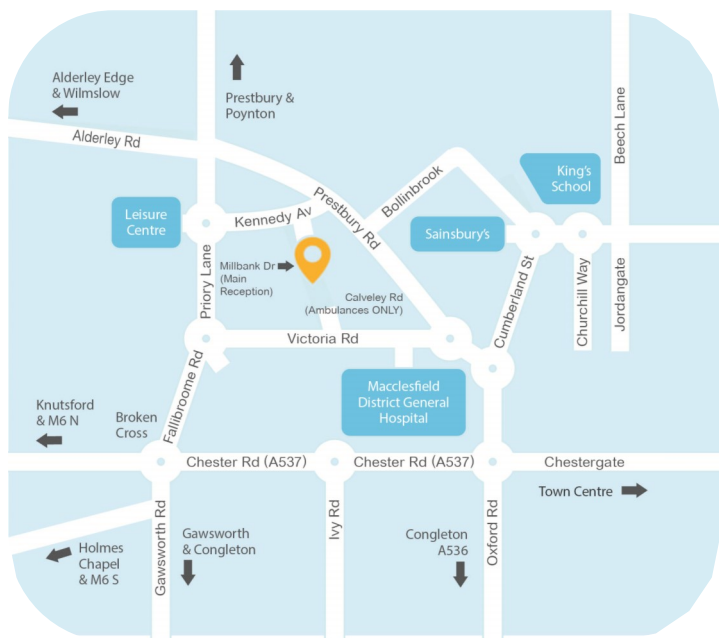 Alderley Edge
& Wilmslow
Alderley Rd
Prestbury &
Poynton
Beech Lane
King's
School
Bollinbrook
Prestbury Rd
Kennedy Av
Leisure
Centre
Sainsbury's
Priory Lane
Millbank Dr
(Main
Reception)
Calveley Rd
(Ambulances ONLY)
Cumberland St
Churchill Way
Jordangate
Victoria Rd
Fallibroome Rd
Macclesfield
District General
Hospital
Knutsford
& M6 N
Broken
Cross
Chester Rd (A537)
Chester Rd (A537)
Chestergate
Town Centre
Gawsworth Rd
Ivy Rd
Oxford Rd
Gawsworth
& Congleton
Congleton
A536
Holmes
Chapel
& M6 S